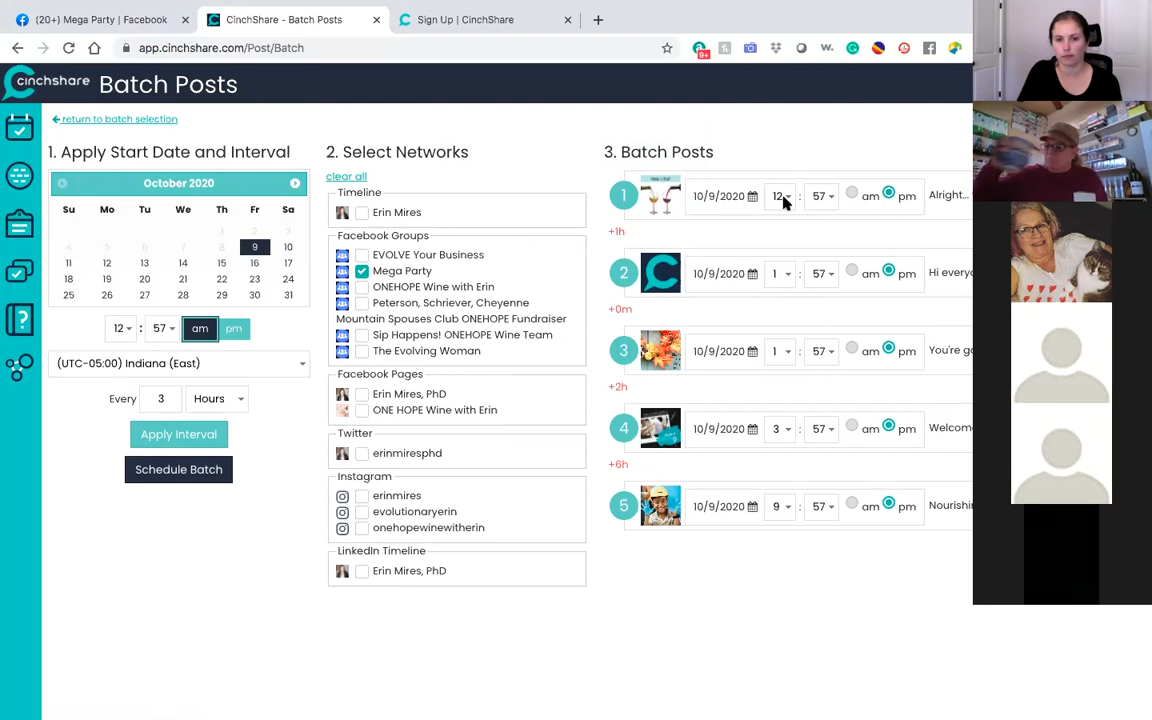 (20+) Mega Party | Facebook
CinchShare - Batch Posts
Sign Up | CinchShare
app.cinchshare.com/Post/Batch
9+
W.
cinchshare
Batch Posts
return to batch selection
1. Apply Start Date and Interval
October 2020
Su Mo Tu We Th Fr Sa
1 2 3
4 5 6 7 8 9 10
11 12 13 14 15 16 17
18 19 20 21 22 23 24
25 26 27 28 29 30 31
12 : 57 am pm
(UTC-05:00) Indiana (East)
Every 3 Hours
Apply Interval
Schedule Batch
2. Select Networks
clear all
Timeline
Erin Mires
Facebook Groups
EVOLVE Your Business
Mega Party
ONEHOPE Wine with Erin
Peterson, Schriever, Cheyenne
Mountain Spouses Club ONEHOPE Fundraiser
Sip Happens! ONEHOPE Wine Team
The Evolving Woman
Facebook Pages
Erin Mires, PhD
ONE HOPE Wine with Erin
Twitter
erinmiresphd
Instagram
erinmires
evolutionaryerin
onehopewinewitherin
LinkedIn Timeline
Erin Mires, PhD
3. Batch Posts
1 10/9/2020 12 : 57 am pm Alright...
+1h
2 10/9/2020 1 : 57 am pm Hi every
+0m
3 10/9/2020 1 : 57 am pm You're go
+2h
4 10/9/2020 3 : 57 am pm Welcom
+6h
5 10/9/2020 9 : 57 am pm Nourishi